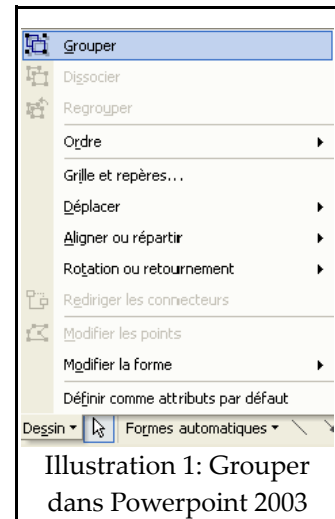 Grouper
Dissocier
Regrouper
Ordre
Grille et repères...
Déplacer
Aligner ou répartir
Rotation ou retournement
Rediriger les connecteurs
Modifier les points
Modifier la forme
Définir comme attributs par défaut
Dessin Formes automatiques
Illustration 1: Grouper
dans Powerpoint 2003